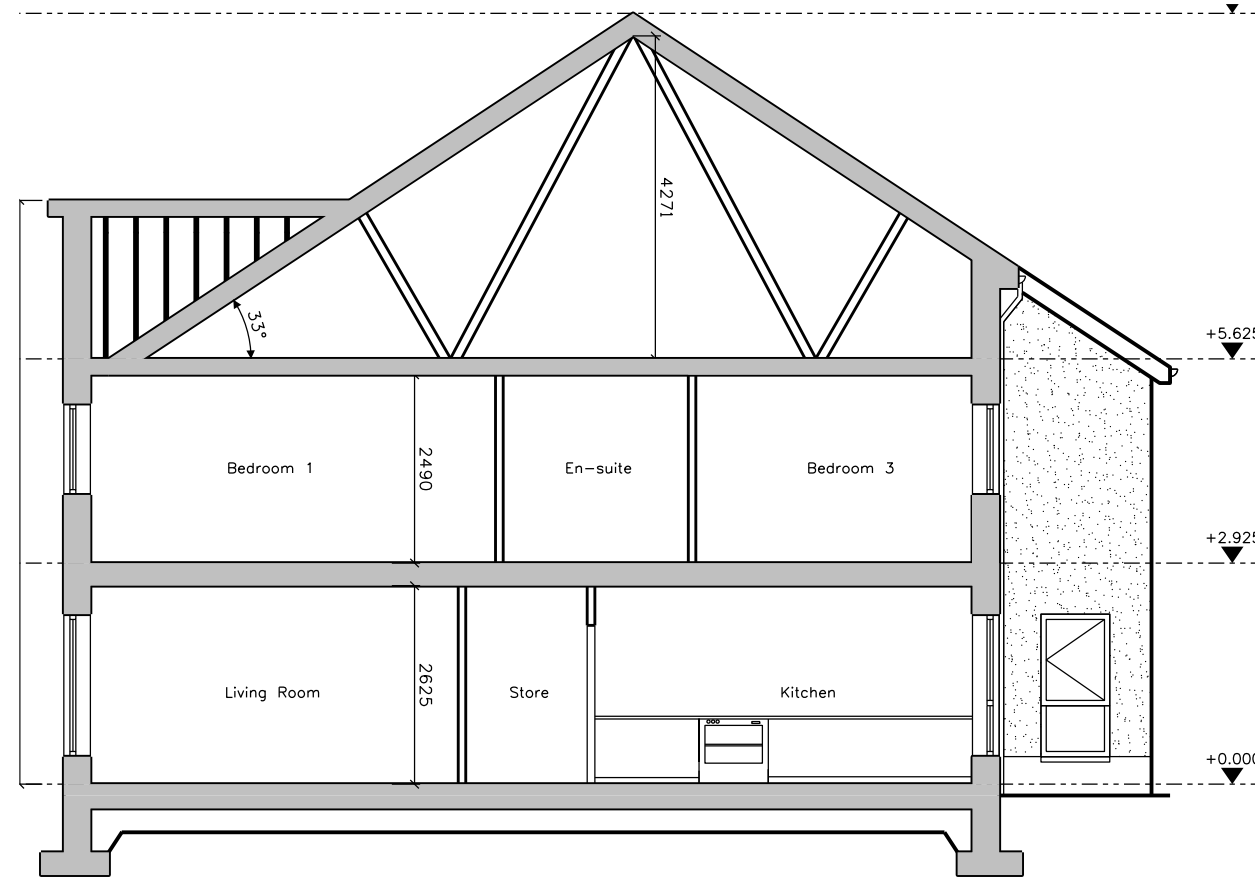 4271
33°
+5.625
Bedroom 1
2490
En-suite
Bedroom 3
+2.925
Living Room
2625
Store
Kitchen
+0.000